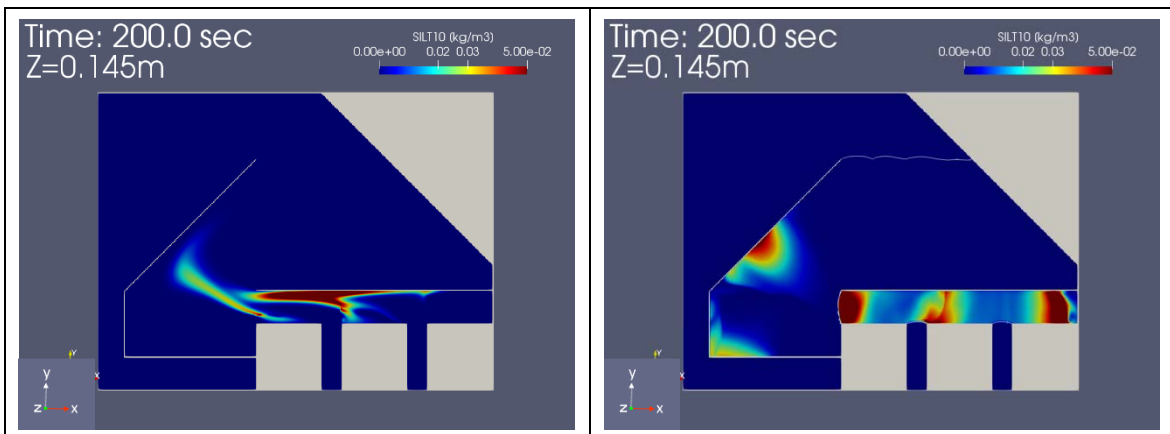 Time: 200.0 sec
Z=0.145m
SILT10 (kg/m3)
0.00e+00 0.02 0.03 5.00e-02
Y
X
y
z x
Time: 200.0 sec
Z=0.145m
SILT10 (kg/m3)
0.00e+00 0.02 0.03 5.00e-02
Y
X
y
z x